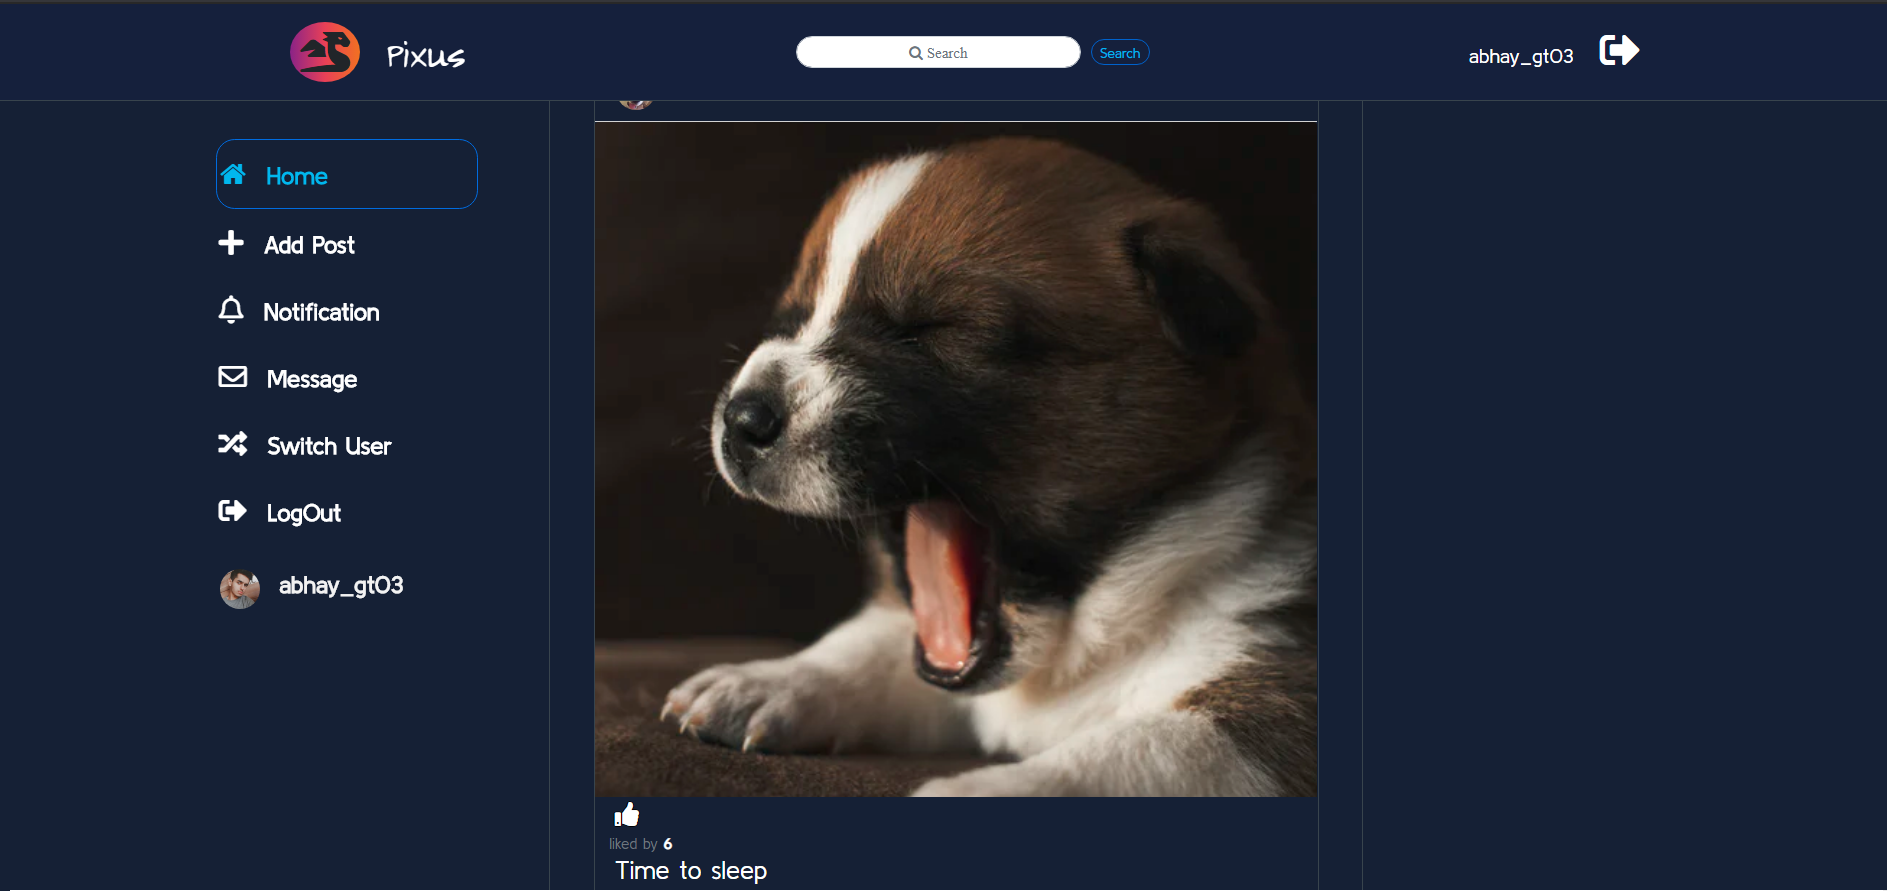 Pixus
Search
Search
abhay_gt03
Home
Add Post
Notification
Message
Switch User
LogOut
abhay_gt03
liked by 6
Time to sleep